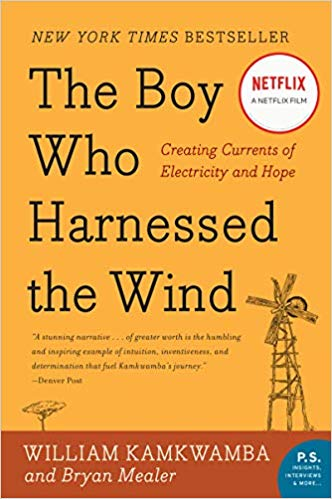 NEW YORK TIMES BESTSELLER
The Boy
Who
Harnessed
the Wind
NETFLIX
A NETFLIX FILM
Creating Currents of
Electricity and Hope
"A stunning narrative . . . of greater worth is the humbling
and inspiring example of intuition, inventiveness, and
determination that fuel Kamkwamba's journey."
—Denver Post
WILLIAM KAMKWAMBA
and Bryan Mealer
P.S.
INSIGHTS,
INTERVIEWS
& MORE...